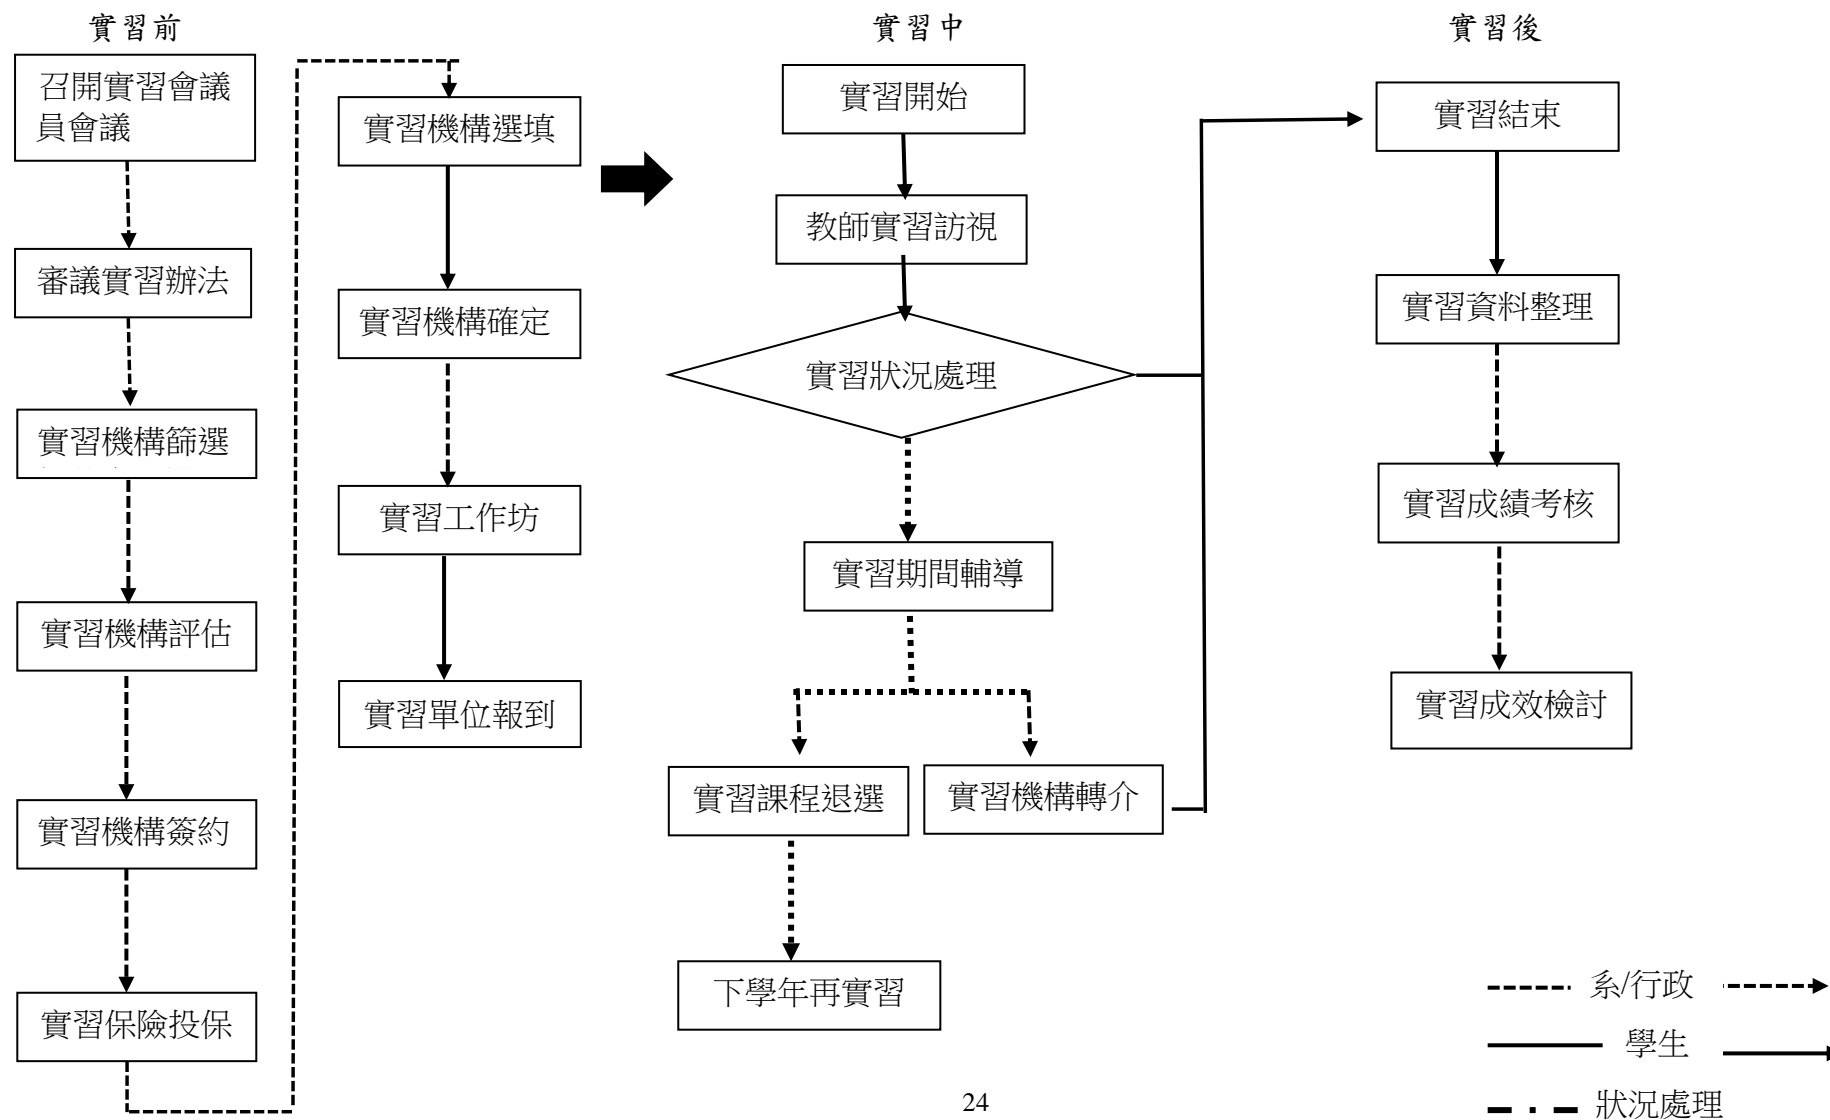 實習前
召開實習會議
員會議
審議實習辦法
實習機構篩選
實習機構評估
實習機構簽約
實習保險投保
實習機構選填
實習機構確定
實習工作坊
實習單位報到
實習中
實習開始
教師實習訪視
實習狀況處理
實習期間輔導
實習課程退選
實習機構轉介
下學年再實習
實習後
實習結束
實習資料整理
實習成績考核
實習成效檢討
系/行政
學生
狀況處理
24